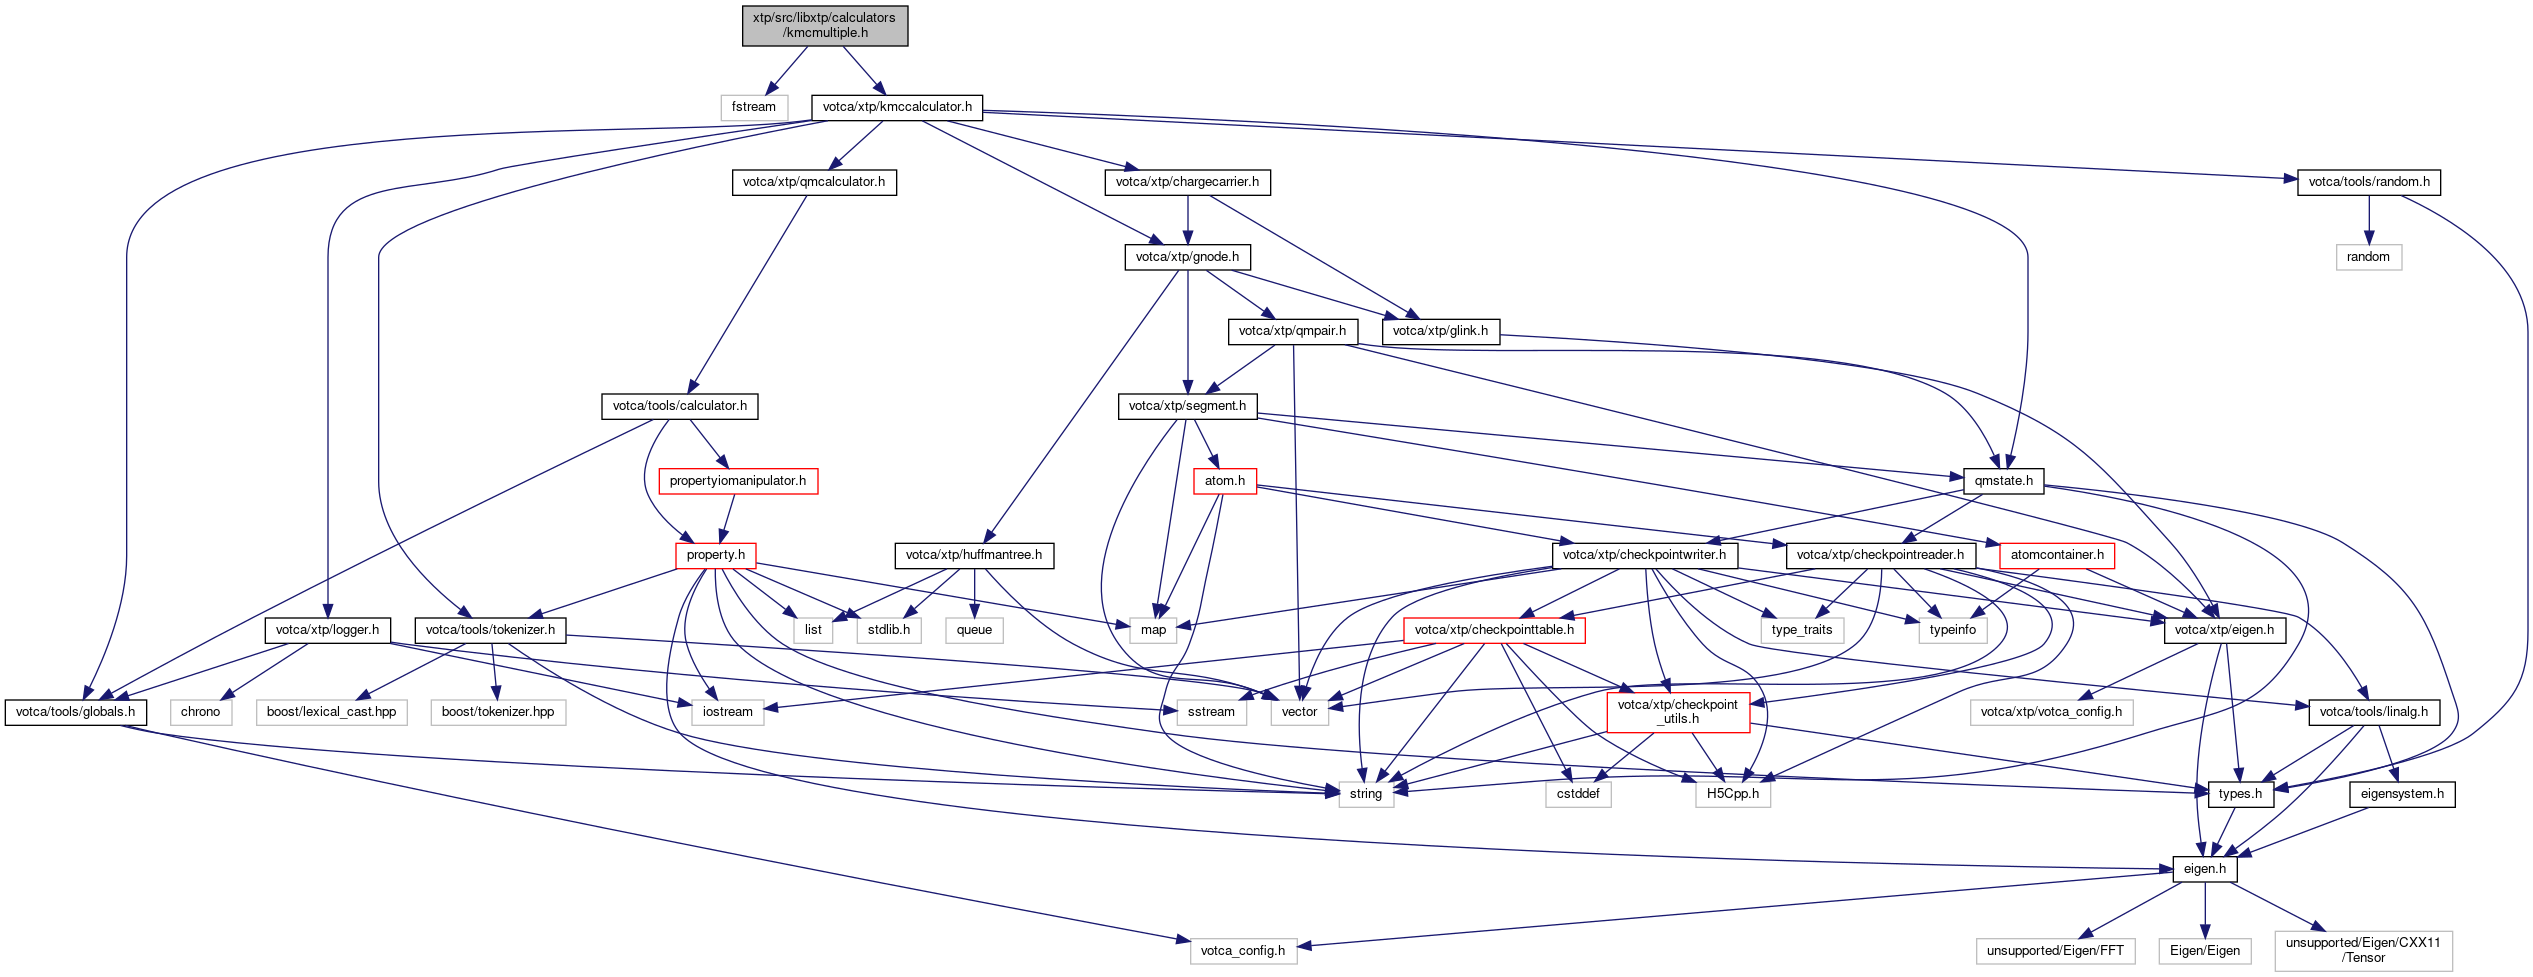 xtp/src/libxtp/calculators
/kmcmultiple.h
fstream
votca/xtp/kmccalculator.h
votca/xtp/qmcalculator.h
votca/xtp/chargecarrier.h
votca/tools/random.h
votca/xtp/gnode.h
random
votca/xtp/qmpair.h
votca/xtp/glink.h
votca/tools/calculator.h
votca/xtp/segment.h
propertyiomanipulator.h
atom.h
qmstate.h
property.h
votca/xtp/huffmantree.h
votca/xtp/checkpointwriter.h
votca/xtp/checkpointreader.h
atomcontainer.h
votca/xtp/logger.h
votca/tools/tokenizer.h
list
stdlib.h
queue
map
votca/xtp/checkpointtable.h
type_traits
typeinfo
votca/xtp/eigen.h
votca/tools/globals.h
chrono
boost/lexical_cast.hpp
boost/tokenizer.hpp
iostream
sstream
vector
votca/xtp/checkpoint
_utils.h
votca/xtp/votca_config.h
votca/tools/linalg.h
string
cstddef
H5Cpp.h
types.h
eigensystem.h
eigen.h
votca_config.h
unsupported/Eigen/FFT
Eigen/Eigen
unsupported/Eigen/CXX11
/Tensor